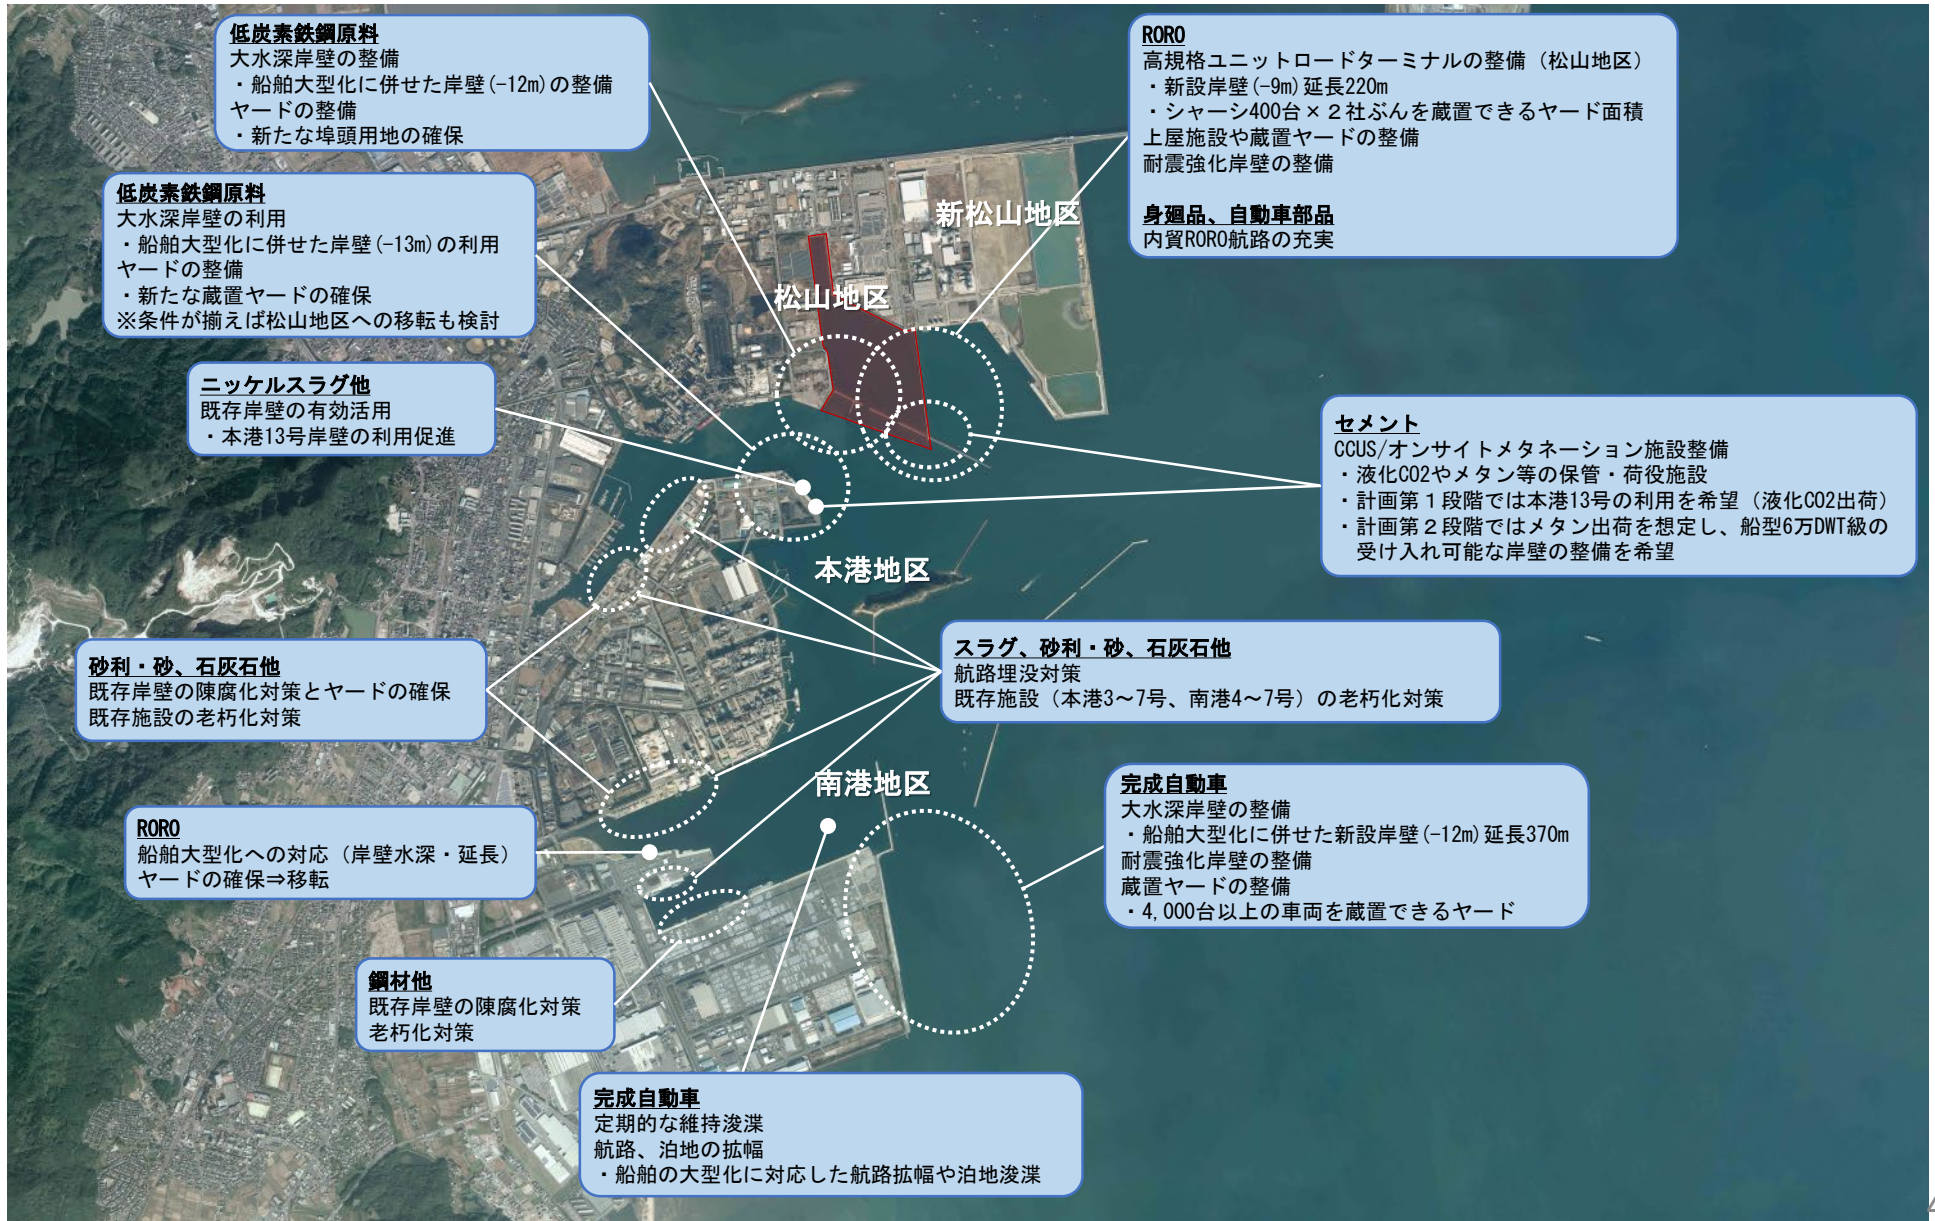 低炭素鉄鋼原料
大水深岸壁の整備
・船舶大型化に併せた岸壁(-12m)の整備
ヤードの整備
・新たな埠頭用地の確保
RORO
高規格ユニットロードターミナルの整備（松山地区）
・新設岸壁(-9m)延長220m
・シャーシ400台×２社ぶんを蔵置できるヤード面積
上屋施設や蔵置ヤードの整備
耐震強化岸壁の整備
身廻品、自動車部品
内貿RORO航路の充実
低炭素鉄鋼原料
大水深岸壁の利用
・船舶大型化に併せた岸壁(-13m)の利用
ヤードの整備
・新たな蔵置ヤードの確保
※条件が揃えば松山地区への移転も検討
新松山地区
松山地区
ニッケルスラグ他
既存岸壁の有効活用
・本港13号岸壁の利用促進
セメント
CCUS/オンサイトメタネーション施設整備
・液化CO2やメタン等の保管・荷役施設
・計画第１段階では本港13号の利用を希望（液化CO2出荷）
・計画第２段階ではメタン出荷を想定し、船型6万DWT級の
受け入れ可能な岸壁の整備を希望
本港地区
砂利・砂、石灰石他
既存岸壁の陳腐化対策とヤードの確保
既存施設の老朽化対策
スラグ、砂利・砂、石灰石他
航路埋没対策
既存施設（本港3～7号、南港4～7号）の老朽化対策
南港地区
完成自動車
大水深岸壁の整備
・船舶大型化に併せた新設岸壁(-12m)延長370m
耐震強化岸壁の整備
蔵置ヤードの整備
・4,000台以上の車両を蔵置できるヤード
RORO
船舶大型化への対応（岸壁水深・延長）
ヤードの確保⇒移転
鋼材他
既存岸壁の陳腐化対策
老朽化対策
完成自動車
定期的な維持浚渫
航路、泊地の拡幅
・船舶の大型化に対応した航路拡幅や泊地浚渫